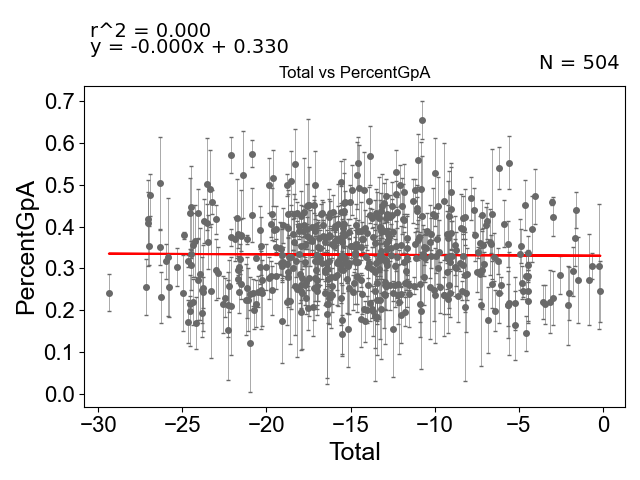 r^2 = 0.000
y = -0.000x + 0.330
N = 504
Total vs PercentGpA
PercentGpA
0.7
0.6
0.5
0.4
0.3
0.2
0.1
0.0
−30 −25 −20 −15 −10 −5 0
Total